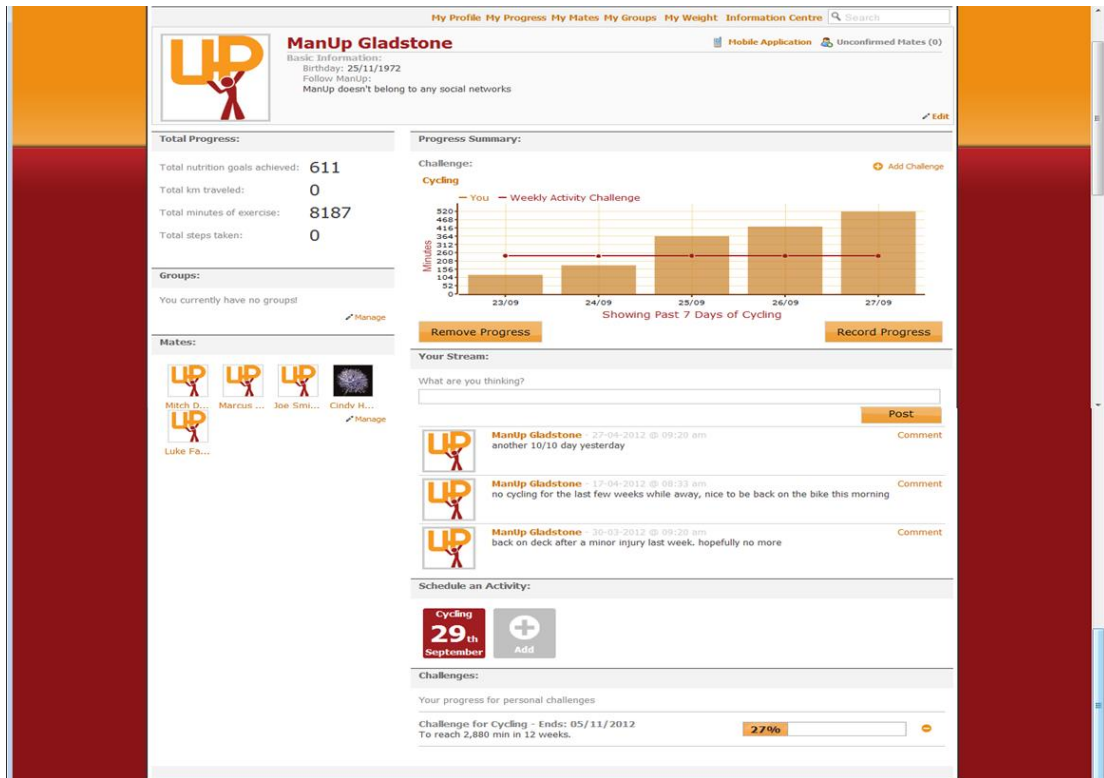 My Profile My Progress My Mates My Groups My Weight Information Centre Search
UP
ManUp Gladstone
Mobile Application Unconfirmed Mates (0)
Basic Information:
Birthday: 25/11/1972
Follow ManUp:
ManUp doesn't belong to any social networks
Edit
Total Progress:
Total nutrition goals achieved: 611
Total km traveled: 0
Total minutes of exercise: 8187
Total steps taken: 0
Groups:
You currently have no groups!
Manage
Mates:
UP UP UP
Mitch D... Marcus ... Joe Smi... Cindy H...
Manage
UP
Luke Fa...
Progress Summary:
Challenge:
Add Challenge
Cycling
You Weekly Activity Challenge
520
468
416
364
312
260
208
156
104
52
0
Minutes
23/09 24/09 25/09 26/09 27/09
Showing Past 7 Days of Cycling
Remove Progress Record Progress
Your Stream:
What are you thinking?
Post
UP
ManUp Gladstone - 27-04-2012 @ 09:20 am Comment
another 10/10 day yesterday
UP
ManUp Gladstone - 17-04-2012 @ 08:33 am Comment
no cycling for the last few weeks while away, nice to be back on the bike this morning
UP
ManUp Gladstone - 30-03-2012 @ 09:20 am Comment
back on deck after a minor injury last week. hopefully no more
Schedule an Activity:
Cycling
29th
September
Add
Challenges:
Your progress for personal challenges
Challenge for Cycling - Ends: 05/11/2012
To reach 2,880 min in 12 weeks.
27%